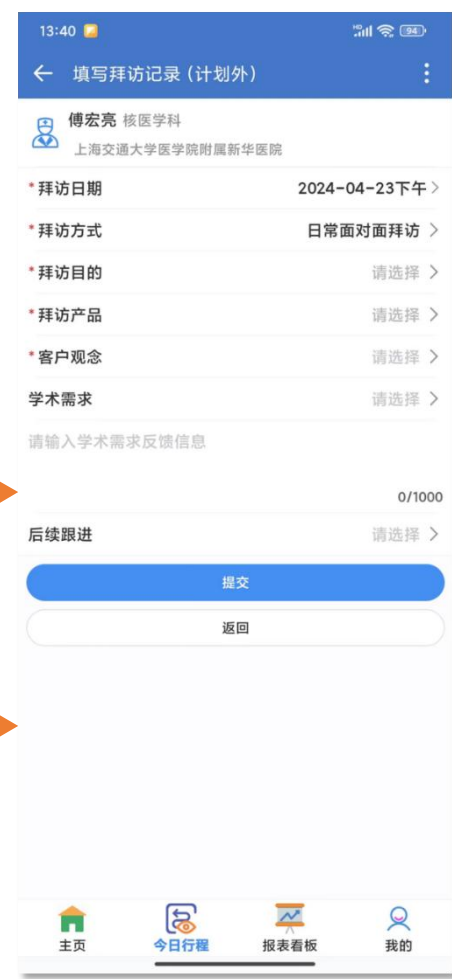 13:40
HD 94
填写拜访记录（计划外）
傅宏亮 核医学科
上海交通大学医学院附属新华医院
*拜访日期 2024-04-23下午
*拜访方式 日常面对面拜访
*拜访目的 请选择
*拜访产品 请选择
*客户观念 请选择
学术需求 请选择
请输入学术需求反馈信息
0/1000
后续跟进 请选择
提交
返回
主页 今日行程 报表看板 我的